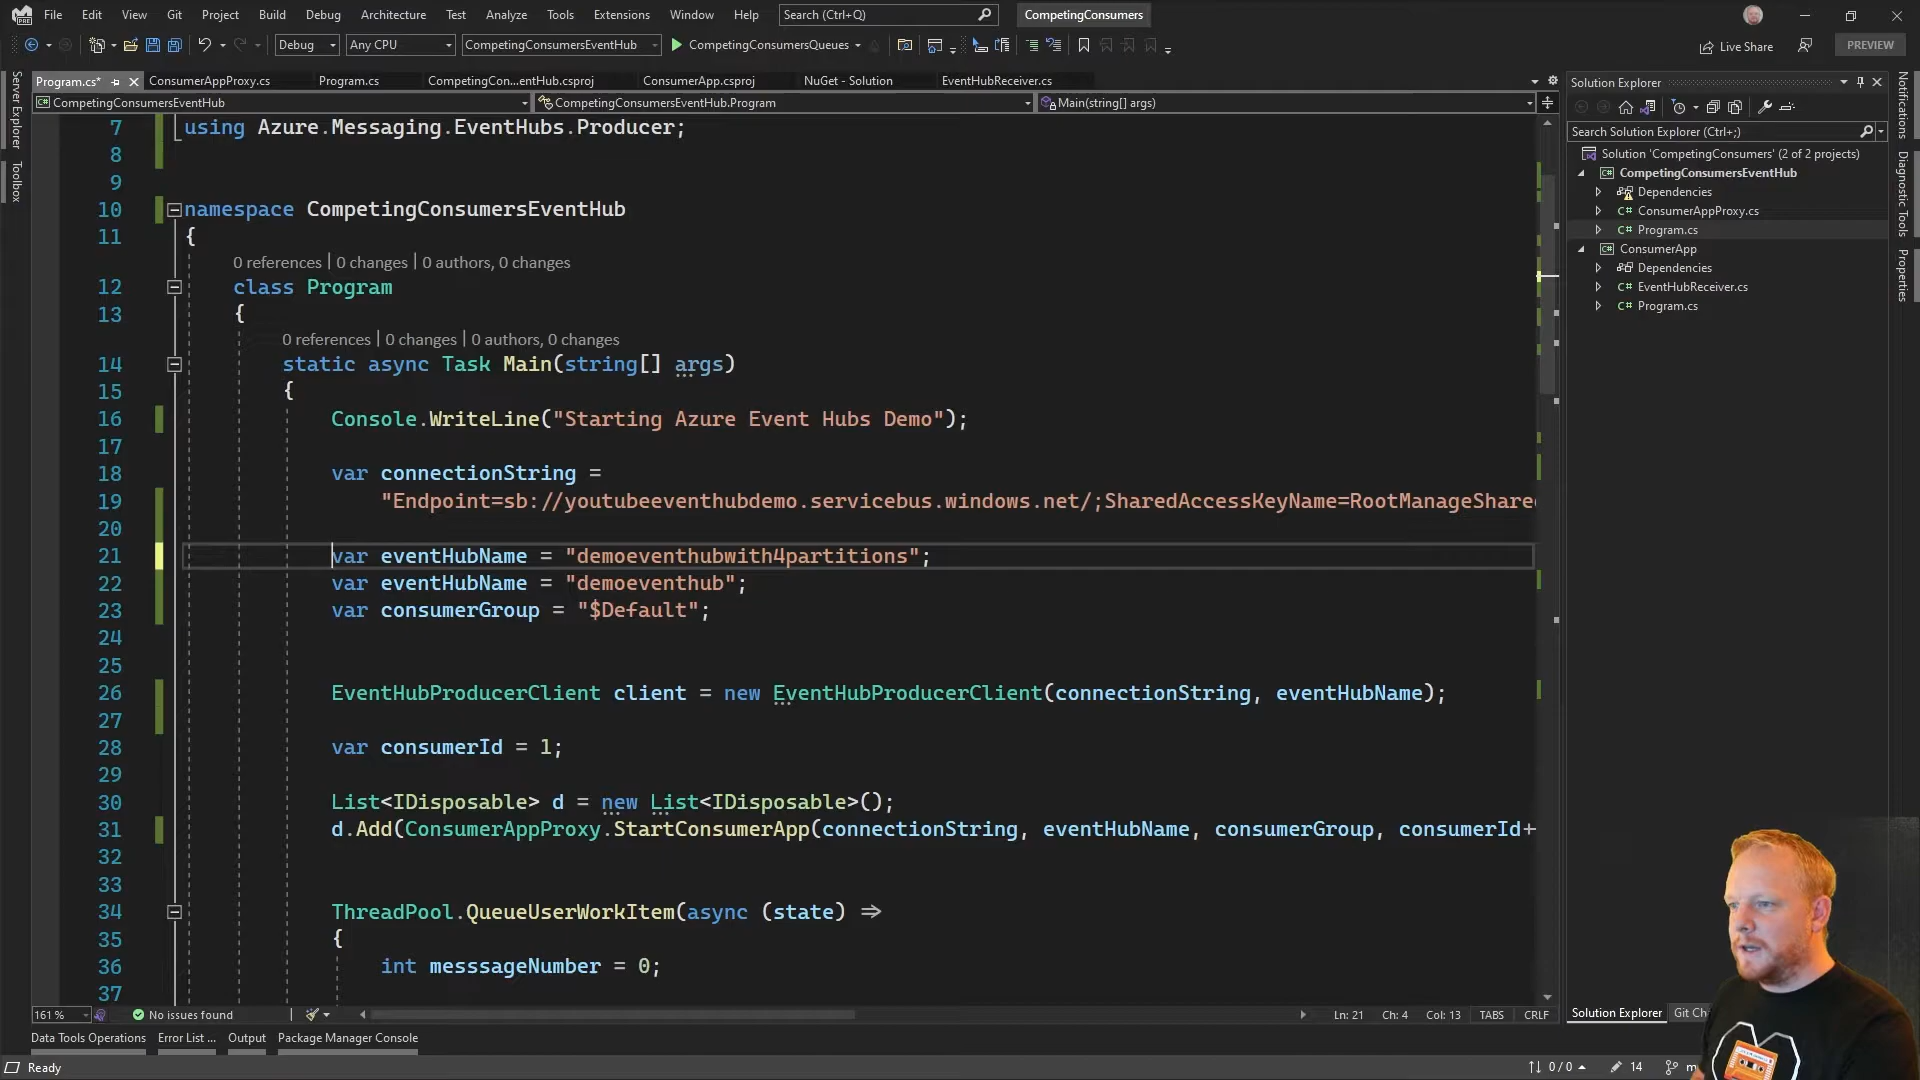 File Edit View Git Project Build Debug Architecture Test Analyze Tools Extensions Window Help Search (Ctrl+Q) CompetingConsumers
Debug Any CPU CompetingConsumersEventHub CompetingConsumersQueues Live Share PREVIEW
Program.cs* ConsumerAppProxy.cs Program.cs CompetingCon...entHub.csproj ConsumerApp.csproj NuGet - Solution EventHubReceiver.cs
CompetingConsumersEventHub CompetingConsumersEventHub.Program Main(string[] args)
Server Explorer
Toolbox
7 using Azure.Messaging.EventHubs.Producer;
8
9
10 namespace CompetingConsumersEventHub
11 {
0 references | 0 changes | 0 authors, 0 changes
12 class Program
13 {
0 references | 0 changes | 0 authors, 0 changes
14 static async Task Main(string[] args)
15 {
16 Console.WriteLine("Starting Azure Event Hubs Demo");
17
18 var connectionString =
19 "Endpoint=sb://youtubeeventhubdemo.servicebus.windows.net/;SharedAccessKeyName=RootManageShare
20
21 var eventHubName = "demoeventhubwith4partitions";
22 var eventHubName = "demoeventhub";
23 var consumerGroup = "$Default";
24
25
26 EventHubProducerClient client = new EventHubProducerClient(connectionString, eventHubName);
27
28 var consumerId = 1;
29
30 List<IDisposable> d = new List<IDisposable>();
31 d.Add(ConsumerAppProxy.StartConsumerApp(connectionString, eventHubName, consumerGroup, consumerId+
32
33
34 ThreadPool.QueueUserWorkItem(async (state) =>
35 {
36 int messsageNumber = 0;
37
161 % No issues found Ln: 21 Ch: 4 Col: 13 TABS CRLF
Data Tools Operations Error List ... Output Package Manager Console
Ready 0 / 0 14 m
Solution Explorer
Search Solution Explorer (Ctrl+;)
Solution 'CompetingConsumers' (2 of 2 projects)
CompetingConsumersEventHub
Dependencies
C# ConsumerAppProxy.cs
C# Program.cs
ConsumerApp
Dependencies
C# EventHubReceiver.cs
C# Program.cs
Solution Explorer Git Ch
Notifications
Diagnostic Tools
Properties